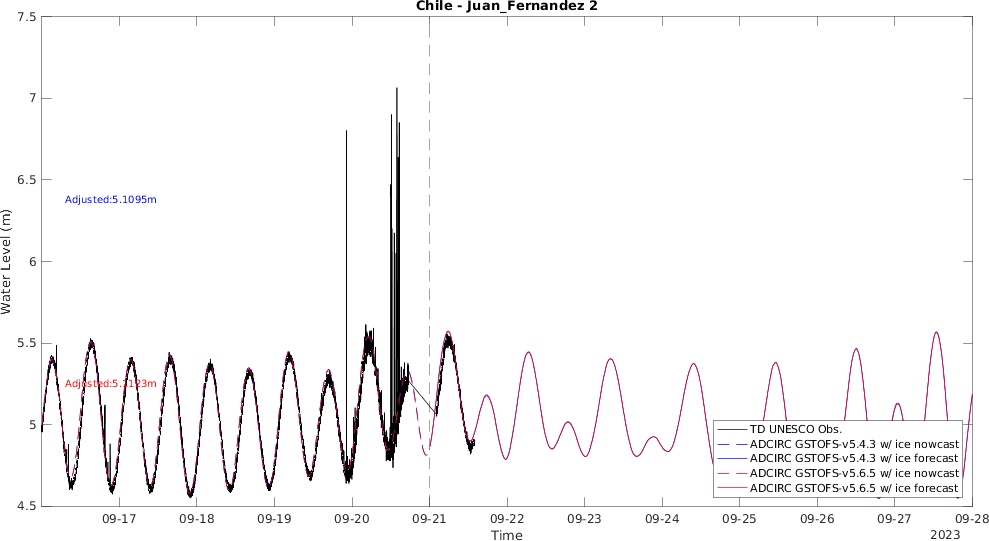 Chile - Juan_Fernandez 2
7.5
7
6.5
6
5.5
5
4.5
Water Level (m)
Adjusted:5.1095m
Adjusted:5.1123m
TD UNESCO Obs.
ADCIRC GSTOFS-v5.4.3 w/ ice nowcast
ADCIRC GSTOFS-v5.4.3 w/ ice forecast
ADCIRC GSTOFS-v5.6.5 w/ ice nowcast
ADCIRC GSTOFS-v5.6.5 w/ ice forecast
09-17 09-18 09-19 09-20 09-21 09-22 09-23 09-24 09-25 09-26 09-27 09-28
Time
2023